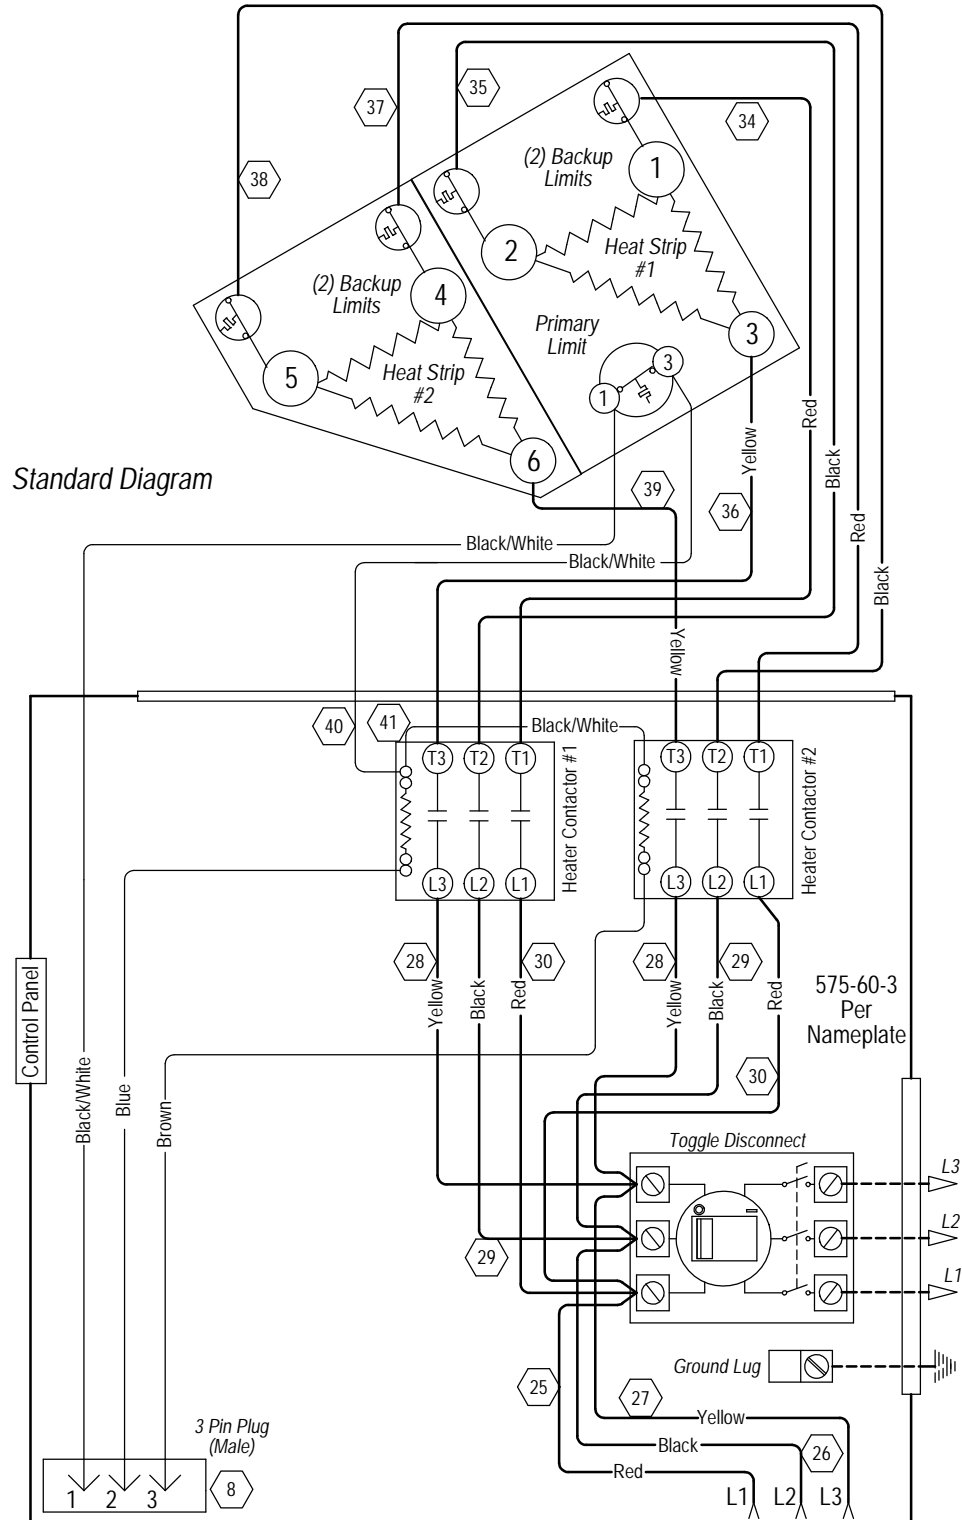 35
37
34
38
(2) Backup
Limits
1
2
Heat Strip
#1
(2) Backup
Limits
4
Primary
Limit
3
5
Heat Strip
#2
3
1
6
Red
Yellow
Black
Standard Diagram
39
36
Red
Black/White
Black/White
Black
Yellow
40
41
Black/White
T3
T2
T1
Heater Contactor #1
T3
T2
T1
Heater Contactor #2
L3
L2
L1
L3
L2
L1
28
30
28
29
Yellow
Black
Red
Yellow
Black
Red
575-60-3
Per
Nameplate
Control Panel
Black/White
Blue
Brown
30
Toggle Disconnect
L3
L2
29
L1
Ground Lug
25
27
Yellow
3 Pin Plug
(Male)
Black
26
Red
8
1
2
3
L1
L2
L3